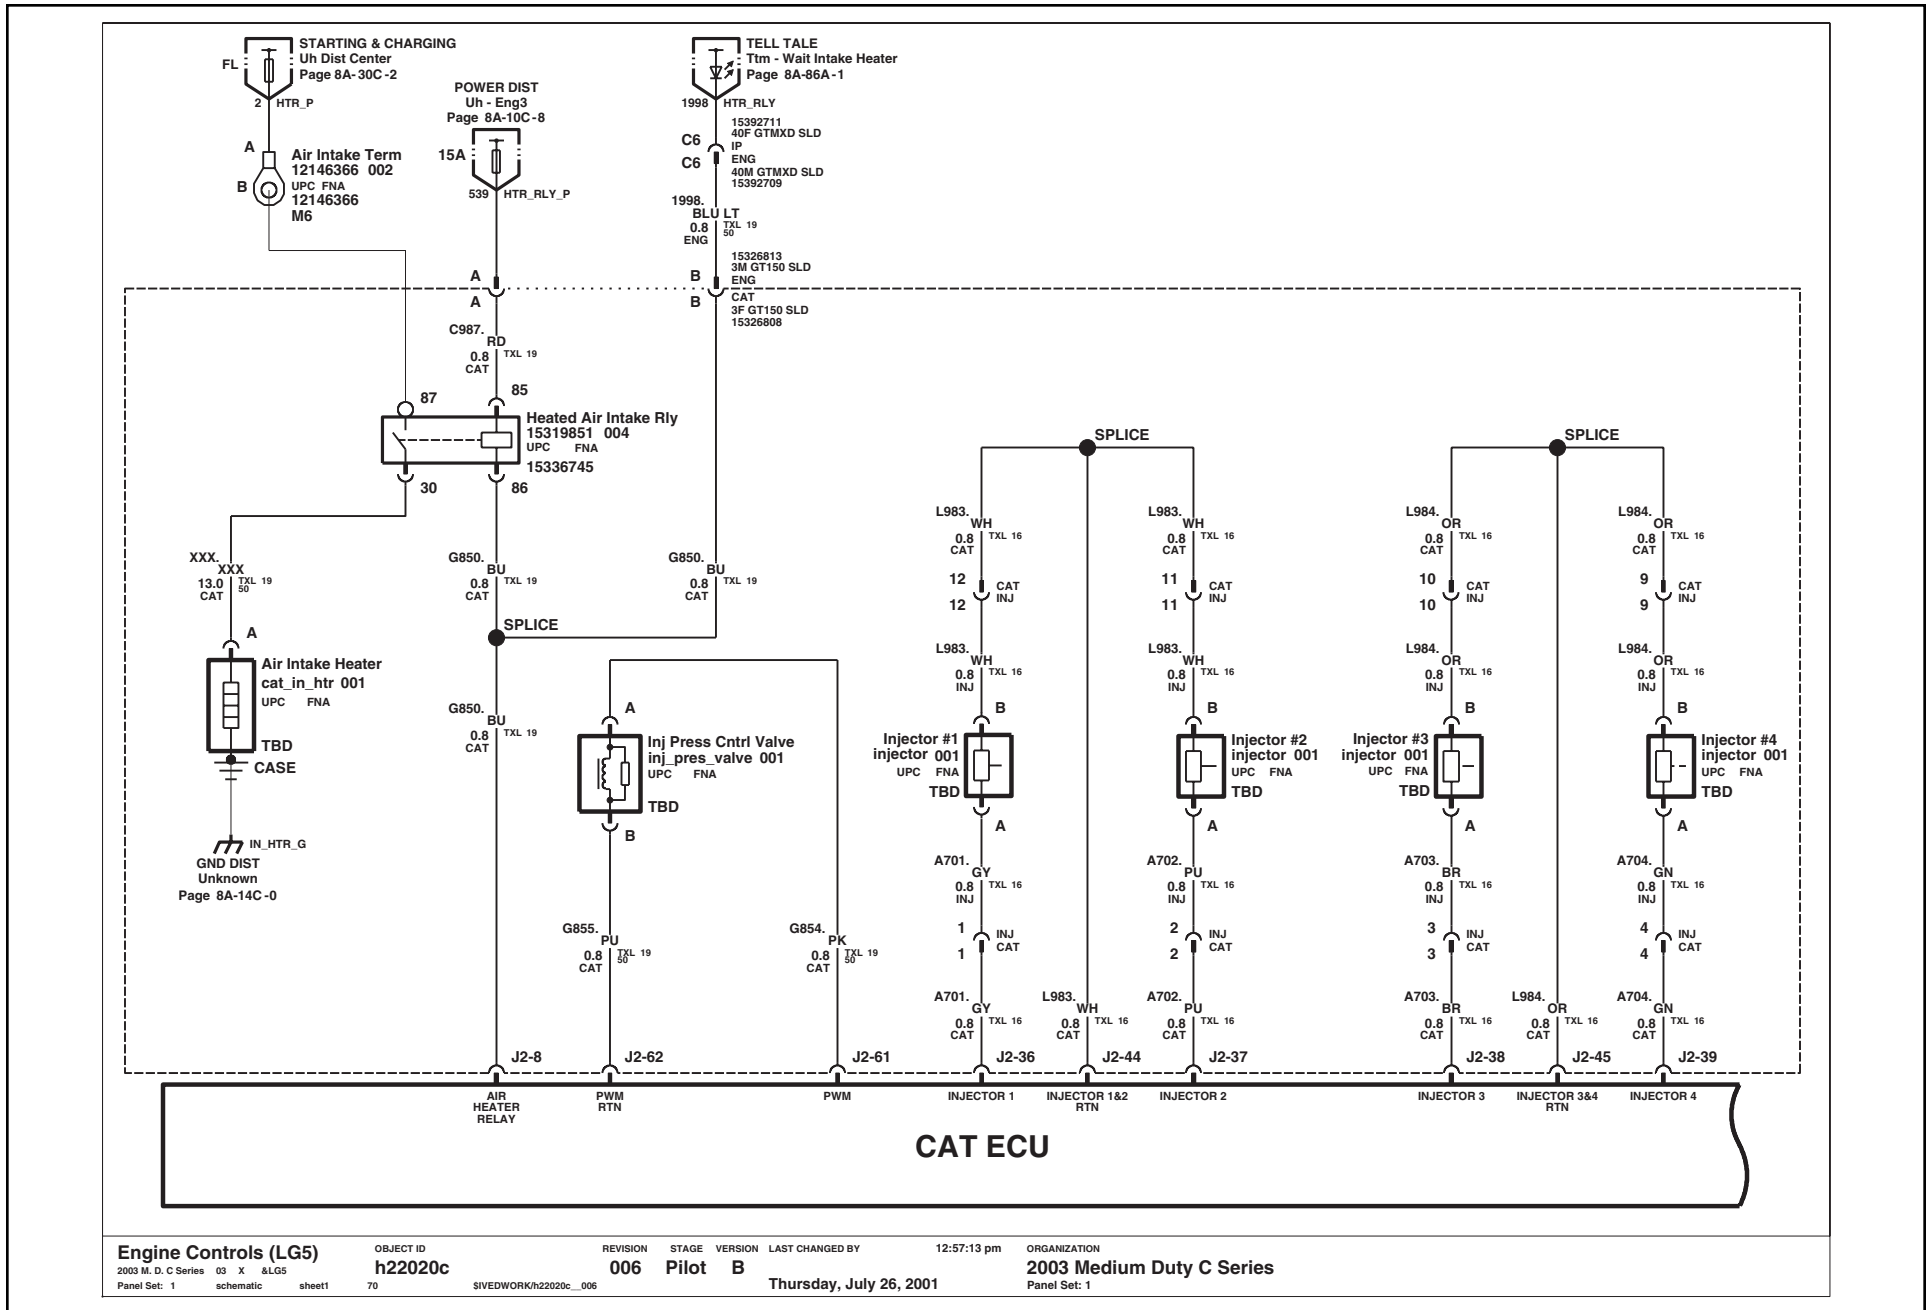 STARTING & CHARGING
Uh Dist Center
Page 8A-30C-2
FL
2 HTR_P
POWER DIST
Uh - Eng3
Page 8A-10C-8
15A
539 HTR_RLY_P
TELL TALE
Ttm - Wait Intake Heater
Page 8A-86A-1
1998 HTR_RLY
A
B
Air Intake Term
12146366 002
UPC FNA
12146366
M6
C6
C6
15392711
40F GTMXD SLD
IP
ENG
40M GTMXD SLD
15392709
1998.
BLU LT
0.8 TXL 19
ENG 50
15326813
3M GT150 SLD
ENG
CAT
3F GT150 SLD
15326808
A
A
B
B
C987.
RD
0.8 TXL 19
CAT
87
85
Heated Air Intake Rly
15319851 004
UPC FNA
15336745
30
86
SPLICE
SPLICE
L983.
WH
0.8 TXL 16
CAT
L983.
WH
0.8 TXL 16
CAT
L984.
OR
0.8 TXL 16
CAT
L984.
OR
0.8 TXL 16
CAT
XXX.
XXX
13.0 TXL 19
CAT 50
G850.
BU
0.8 TXL 19
CAT
G850.
BU
0.8 TXL 19
CAT
12 CAT
12 INJ
11 CAT
11 INJ
10 CAT
10 INJ
9 CAT
9 INJ
SPLICE
A
Air Intake Heater
cat_in_htr 001
UPC FNA
TBD
CASE
IN_HTR_G
GND DIST
Unknown
Page 8A-14C-0
G850.
BU
0.8 TXL 19
CAT
A
Inj Press Cntrl Valve
inj_pres_valve 001
UPC FNA
TBD
B
L983.
WH
0.8 TXL 16
INJ
L983.
WH
0.8 TXL 16
INJ
L984.
OR
0.8 TXL 16
INJ
L984.
OR
0.8 TXL 16
INJ
B
Injector #1
injector 001
UPC FNA
TBD
A
B
Injector #2
injector 001
UPC FNA
TBD
A
B
Injector #3
injector 001
UPC FNA
TBD
A
B
Injector #4
injector 001
UPC FNA
TBD
A
A701.
GY
0.8 TXL 16
INJ
A702.
PU
0.8 TXL 16
INJ
A703.
BR
0.8 TXL 16
INJ
A704.
GN
0.8 TXL 16
INJ
G855.
PU
0.8 TXL 19
CAT 50
G854.
PK
0.8 TXL 19
CAT 50
1 INJ
1 CAT
2 INJ
2 CAT
3 INJ
3 CAT
4 INJ
4 CAT
A701.
GY
0.8 TXL 16
CAT
L983.
WH
0.8 TXL 16
CAT
A702.
PU
0.8 TXL 16
CAT
A703.
BR
0.8 TXL 16
CAT
L984.
OR
0.8 TXL 16
CAT
A704.
GN
0.8 TXL 16
CAT
J2-8
J2-62
J2-61
J2-36
J2-44
J2-37
J2-38
J2-45
J2-39
AIR
HEATER
RELAY
PWM
RTN
PWM
INJECTOR 1
INJECTOR 1&2
RTN
INJECTOR 2
INJECTOR 3
INJECTOR 3&4
RTN
INJECTOR 4
CAT ECU
Engine Controls (LG5)
2003 M. D. C Series 03 X &LG5
Panel Set: 1 schematic sheet1
OBJECT ID
h22020c
70
$IVEDWORK/h22020c__006
REVISION
006
STAGE
Pilot
VERSION
B
LAST CHANGED BY 12:57:13 pm
Thursday, July 26, 2001
ORGANIZATION
2003 Medium Duty C Series
Panel Set: 1